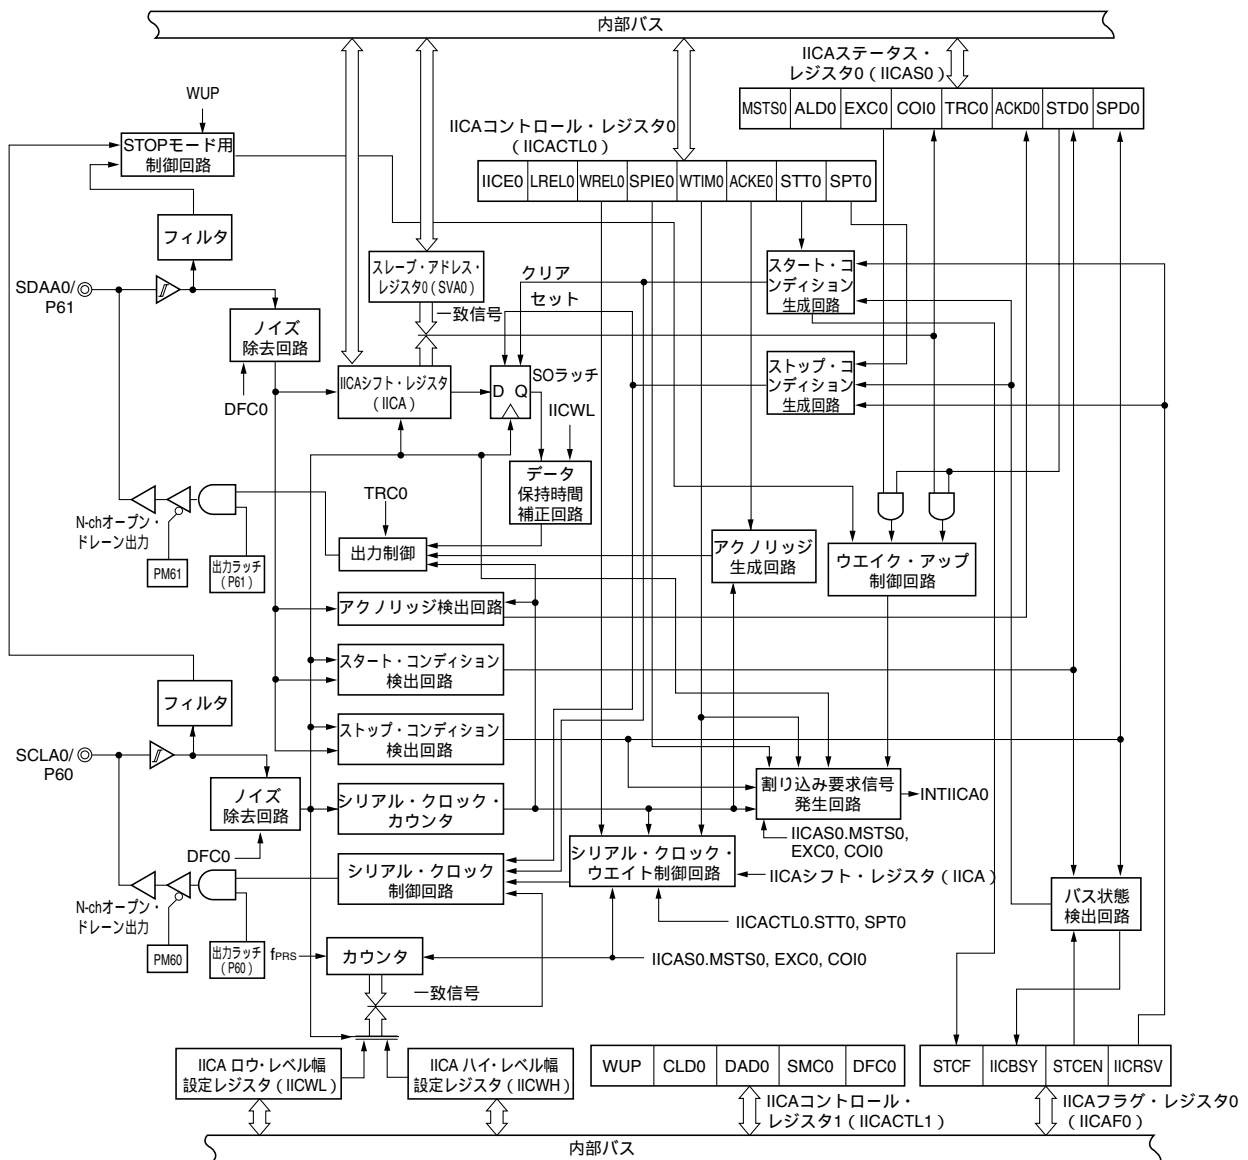 内部バス
IICAステータス・
レジスタ0（IICAS0）
MSTS0 ALD0 EXC0 COI0 TRC0 ACKD0 STD0 SPD0
WUP
STOPモード用
制御回路
IICAコントロール・レジスタ0
（IICACTL0）
IICE0 LREL0 WREL0 SPIE0 WTIM0 ACKE0 STT0 SPT0
フィルタ
SDAA0/
P61
ノイズ
除去回路
DFC0
スレーブ・アドレス・
レジスタ0（SVA0）
クリア
セット
一致信号
スタート・コ
ンディション
生成回路
ストップ・コ
ンディション
生成回路
IICAシフト・レジスタ
（IICA）
D Q
SOラッチ
IICWL
データ
保持時間
補正回路
TRC0
N-chオープン・
ドレーン出力
PM61
出力ラッチ
（P61）
出力制御
アクノリッジ
生成回路
ウエイク・アップ
制御回路
アクノリッジ検出回路
スタート・コンディション
検出回路
フィルタ
ストップ・コンディション
検出回路
SCLA0/
P60
ノイズ
除去回路
DFC0
シリアル・クロック・
カウンタ
割り込み要求信号
発生回路
INTIICA0
IICAS0.MSTS0,
EXC0, COI0
シリアル・クロック
制御回路
シリアル・クロック・
ウエイト制御回路
IICAシフト・レジスタ（IICA）
バス状態
検出回路
IICACTL0.STT0, SPT0
N-chオープン・
ドレーン出力
PM60
出力ラッチ
（P60）
fPRS
カウンタ
IICAS0.MSTS0, EXC0, COI0
一致信号
IICA ロウ・レベル幅
設定レジスタ（IICWL）
IICA ハイ・レベル幅
設定レジスタ（IICWH）
WUP CLD0 DAD0 SMC0 DFC0
STCF IICBSY STCEN IICRSV
IICAコントロール・
レジスタ1（IICACTL1）
IICAフラグ・レジスタ0
（IICAF0）
内部バス